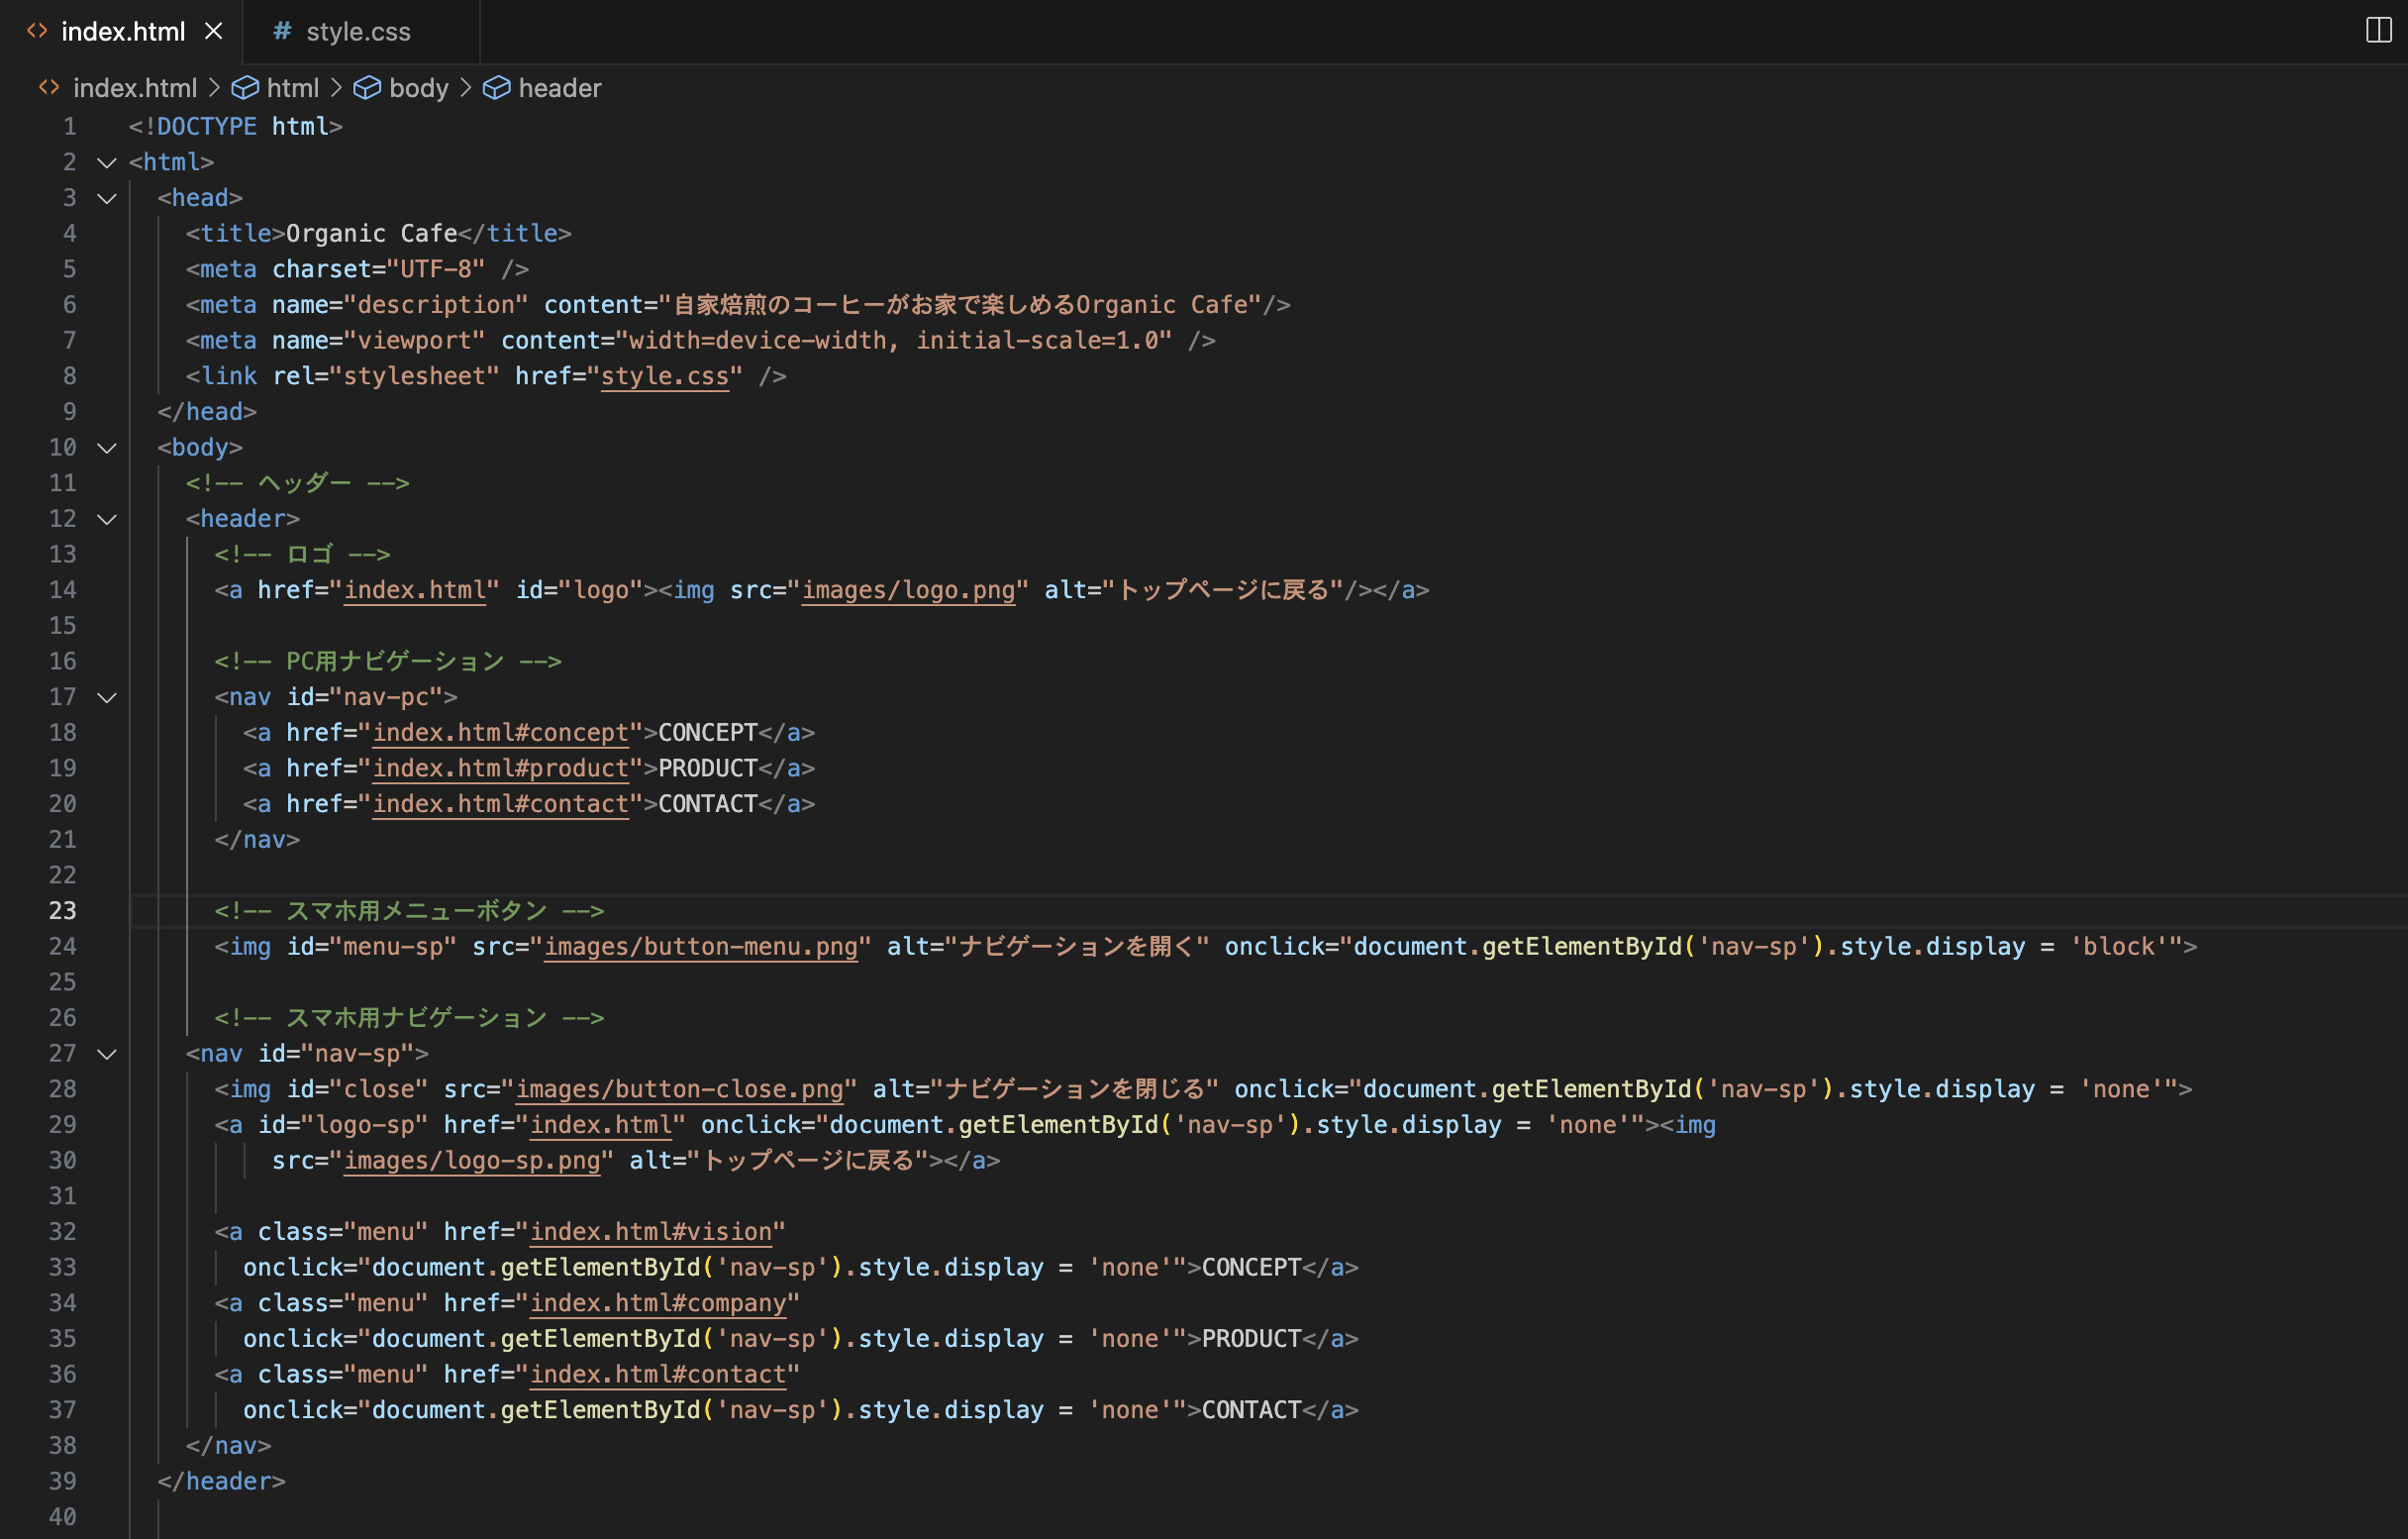 index.html
style.css
index.html > html > body > header
1 <!DOCTYPE html>
2 <html>
3 <head>
4 <title>Organic Cafe</title>
5 <meta charset="UTF-8" />
6 <meta name="description" content="自家焙煎のコーヒーがお家で楽しめるOrganic Cafe"/>
7 <meta name="viewport" content="width=device-width, initial-scale=1.0" />
8 <link rel="stylesheet" href="style.css" />
9 </head>
10 <body>
11 <!-- ヘッダー -->
12 <header>
13 <!-- ロゴ -->
14 <a href="index.html" id="logo"><img src="images/logo.png" alt="トップページに戻る"/></a>
15
16 <!-- PC用ナビゲーション -->
17 <nav id="nav-pc">
18 <a href="index.html#concept">CONCEPT</a>
19 <a href="index.html#product">PRODUCT</a>
20 <a href="index.html#contact">CONTACT</a>
21 </nav>
22
23 <!-- スマホ用メニューボタン -->
24 <img id="menu-sp" src="images/button-menu.png" alt="ナビゲーションを開く" onclick="document.getElementById('nav-sp').style.display = 'block'">
25
26 <!-- スマホ用ナビゲーション -->
27 <nav id="nav-sp">
28 <img id="close" src="images/button-close.png" alt="ナビゲーションを閉じる" onclick="document.getElementById('nav-sp').style.display = 'none'">
29 <a id="logo-sp" href="index.html" onclick="document.getElementById('nav-sp').style.display = 'none'"><img
30 src="images/logo-sp.png" alt="トップページに戻る"></a>
31
32 <a class="menu" href="index.html#vision"
33 onclick="document.getElementById('nav-sp').style.display = 'none'">CONCEPT</a>
34 <a class="menu" href="index.html#company"
35 onclick="document.getElementById('nav-sp').style.display = 'none'">PRODUCT</a>
36 <a class="menu" href="index.html#contact"
37 onclick="document.getElementById('nav-sp').style.display = 'none'">CONTACT</a>
38 </nav>
39 </header>
40